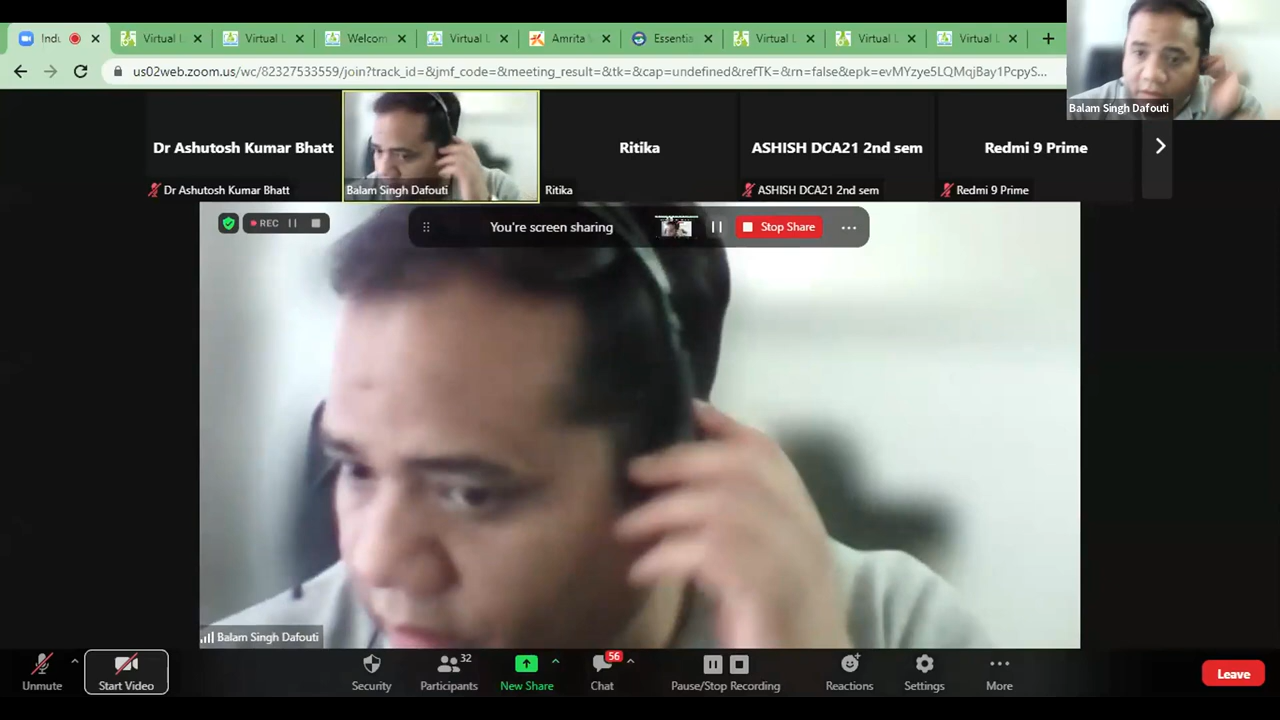 Indu
Virtual L
Virtual L
Welcom
Virtual L
Amrita V
Essentia
Virtual L
Virtual L
Virtual L
us02web.zoom.us/wc/82327533559/join?track_id=&jmf_code=&meeting_result=&tk=&cap=undefined&refTK=&rn=false&epk=evMYzye5LQMqjBay1PcpyS...
Balam Singh Dafouti
Dr Ashutosh Kumar Bhatt
Ritika
ASHISH DCA21 2nd sem
Redmi 9 Prime
Dr Ashutosh Kumar Bhatt
Balam Singh Dafouti
Ritika
ASHISH DCA21 2nd sem
Redmi 9 Prime
REC
You're screen sharing
Stop Share
Balam Singh Dafouti
32
56
Unmute
Start Video
Security
Participants
New Share
Chat
Pause/Stop Recording
Reactions
Settings
More
Leave